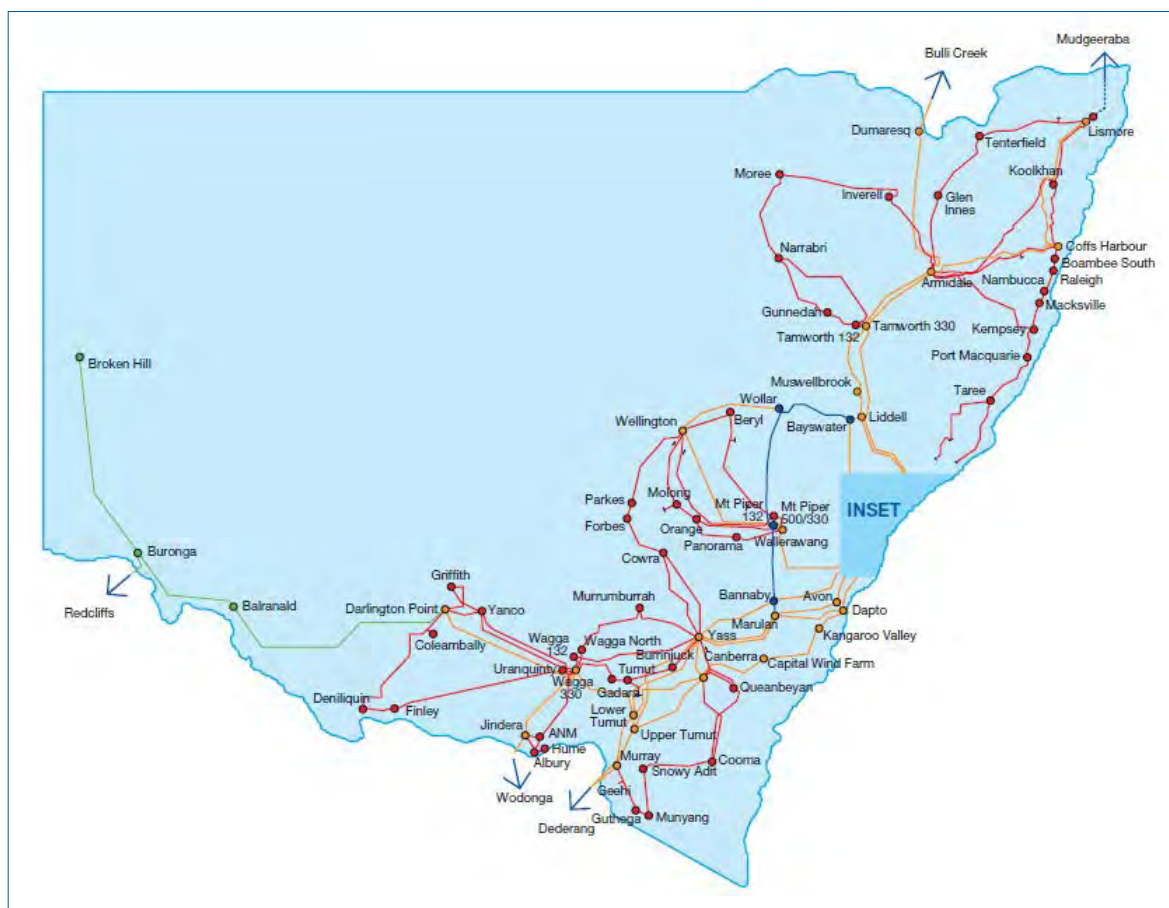 Mudgeeraba
Bulli Creek
Dumaresq
Lismore
Tenterfield
Koolkhan
Moree
Inverell
Glen
Innes
Coffs Harbour
Boambee South
Narrabri
Armidale
Nambucca
Raleigh
Macksville
Gunnedah
Tamworth 330
Tamworth 132
Kempsey
Port Macquarie
Broken Hill
Muswellbrook
Taree
Wollar
Beryl
Bayswater
Liddell
Wellington
Parkes
Molong
Mt Piper
132
Mt Piper
500/330
INSET
Forbes
Orange
Wallerawang
Panorama
Cowra
Buronga
Griffith
Redcliffs
Balranald
Darlington Point
Yanco
Murrumburrah
Bannaby
Avon
Dapto
Marulan
Kangaroo Valley
Coleambally
Wagga
132
Wagga North
Yass
Burrinjuck
Canberra
Capital Wind Farm
Uranquinty
Wagga
330
Tumut
Gadara
Queanbeyan
Deniliquin
Finley
Lower
Tumut
Jindera
ANM
Upper Tumut
Hume
Albury
Murray
Snowy Adit
Cooma
Wodonga
Geehi
Dederang
Guthega
Munyang